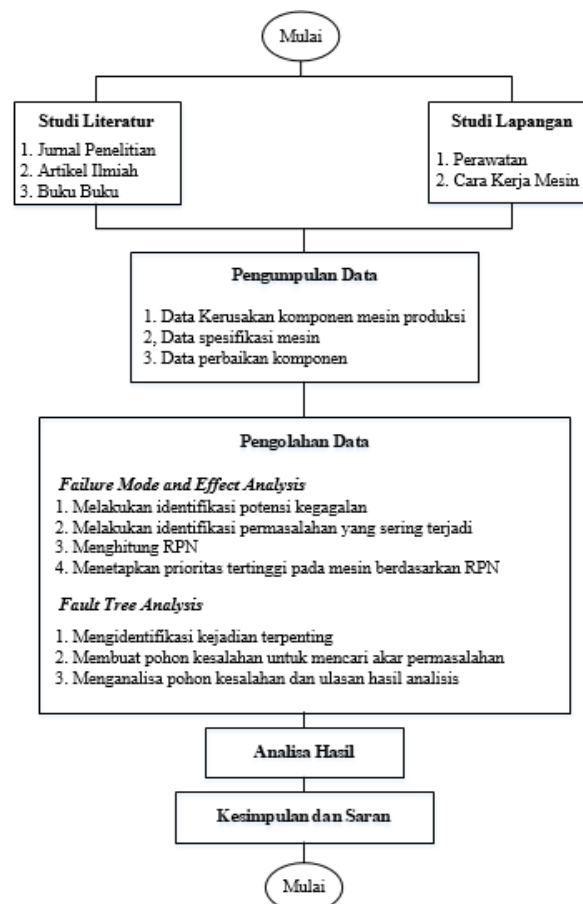 Mulai
Studi Literatur
1. Jurnal Penelitian
2. Artikel Ilmiah
3. Buku Buku
Studi Lapangan
1. Perawatan
2. Cara Kerja Mesin
Pengumpulan Data
1. Data Kerusakan komponen mesin produksi
2, Data spesifikasi mesin
3. Data perbaikan komponen
Pengolahan Data
Failure Mode and Effect Analysis
1. Melakukan identifikasi potensi kegagalan
2. Melakukan identifikasi permasalahan yang sering terjadi
3. Menghitung RPN
4. Menetapkan prioritas tertinggi pada mesin berdasarkan RPN
Fault Tree Analysis
1. Mengidentifikasi kejadian terpenting
2. Membuat pohon kesalahan untuk mencari akar permasalahan
3. Menganalisa pohon kesalahan dan ulasan hasil analisis
Analisa Hasil
Kesimpulan dan Saran
Mulai